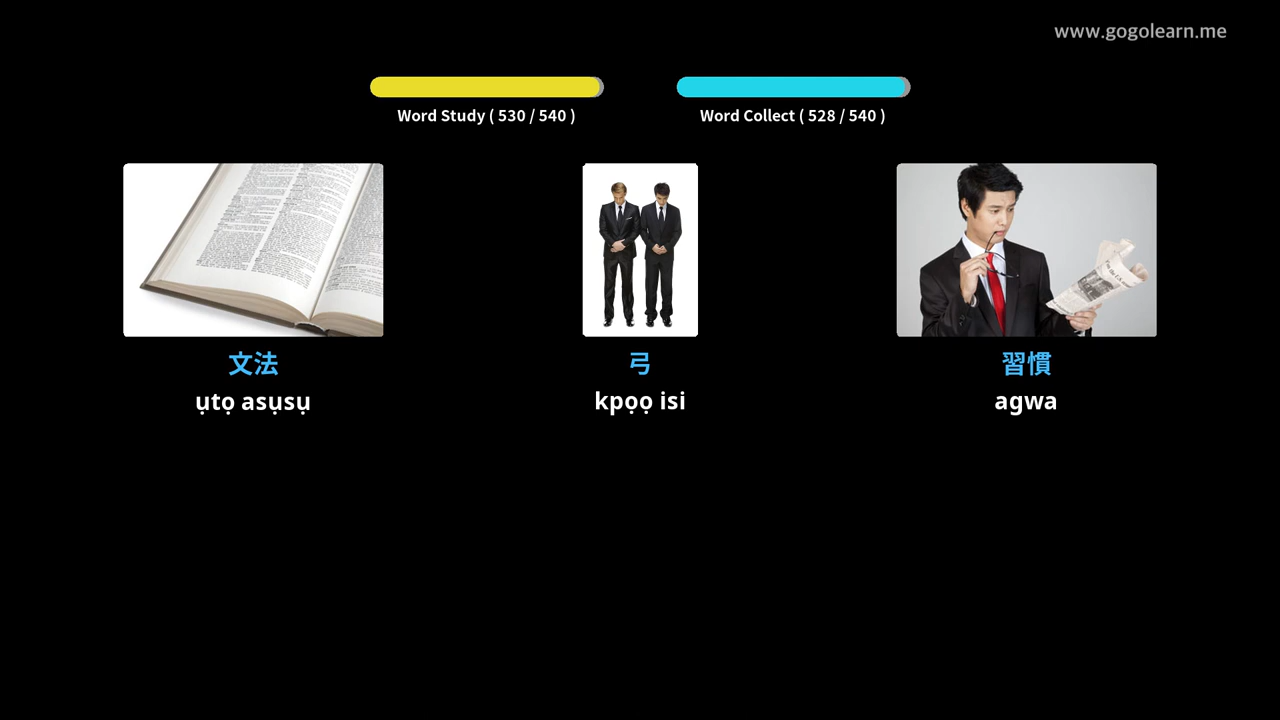 www.gogolearn.me
Word Study ( 530 / 540 )
Word Collect ( 528 / 540 )
文法
弓
習慣
ụtọ asụsụ
kpọọ isi
agwa